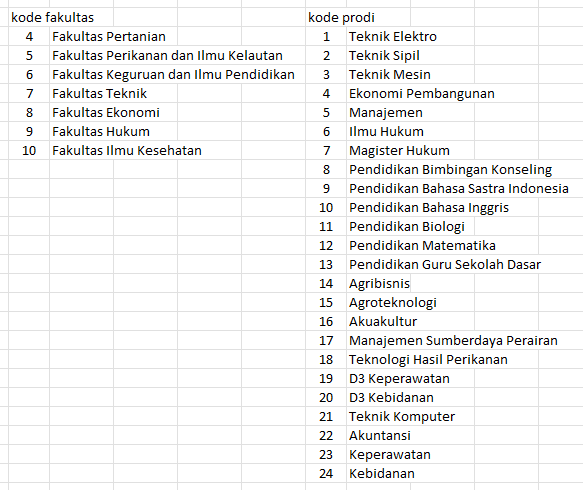 kode fakultas
4 Fakultas Pertanian
5 Fakultas Perikanan dan Ilmu Kelautan
6 Fakultas Keguruan dan Ilmu Pendidikan
7 Fakultas Teknik
8 Fakultas Ekonomi
9 Fakultas Hukum
10 Fakultas Ilmu Kesehatan
kode prodi
1 Teknik Elektro
2 Teknik Sipil
3 Teknik Mesin
4 Ekonomi Pembangunan
5 Manajemen
6 Ilmu Hukum
7 Magister Hukum
8 Pendidikan Bimbingan Konseling
9 Pendidikan Bahasa Sastra Indonesia
10 Pendidikan Bahasa Inggris
11 Pendidikan Biologi
12 Pendidikan Matematika
13 Pendidikan Guru Sekolah Dasar
14 Agribisnis
15 Agroteknologi
16 Akuakultur
17 Manajemen Sumberdaya Perairan
18 Teknologi Hasil Perikanan
19 D3 Keperawatan
20 D3 Kebidanan
21 Teknik Komputer
22 Akuntansi
23 Keperawatan
24 Kebidanan